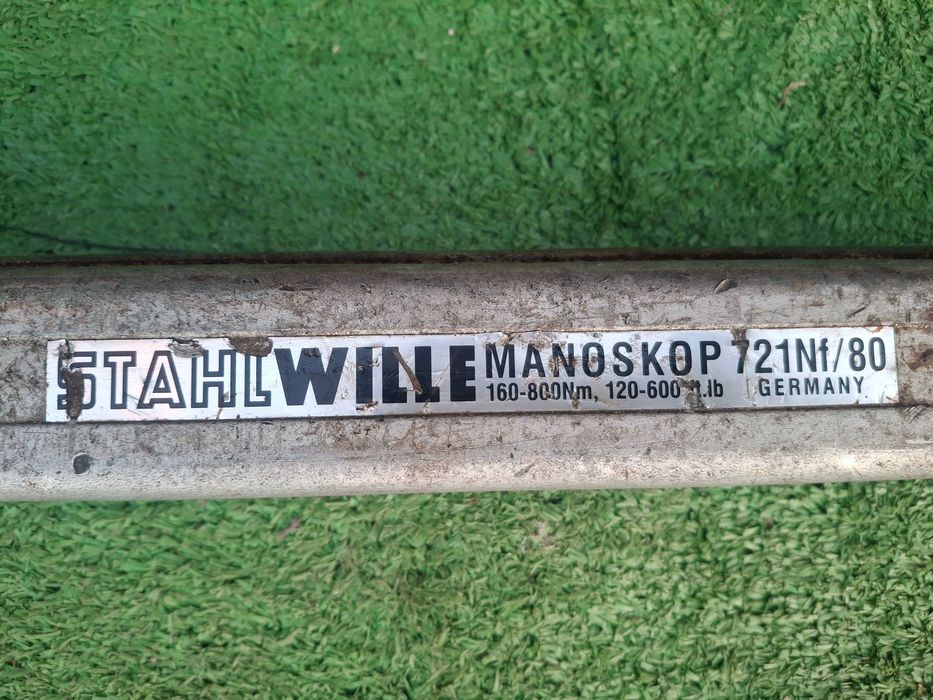 STAHLWILLE MANOSKOP 721Nf/80
160-800Nm, 120-600 ft.lb GERMANY